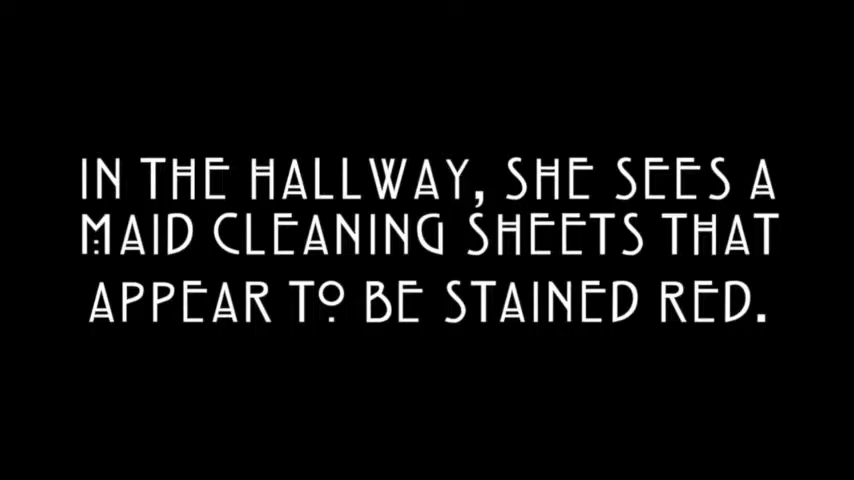 IN THE HALLWAY, SHE SEES A
MAID CLEANING SHEETS THAT
APPEAR TO BE STAINED RED.